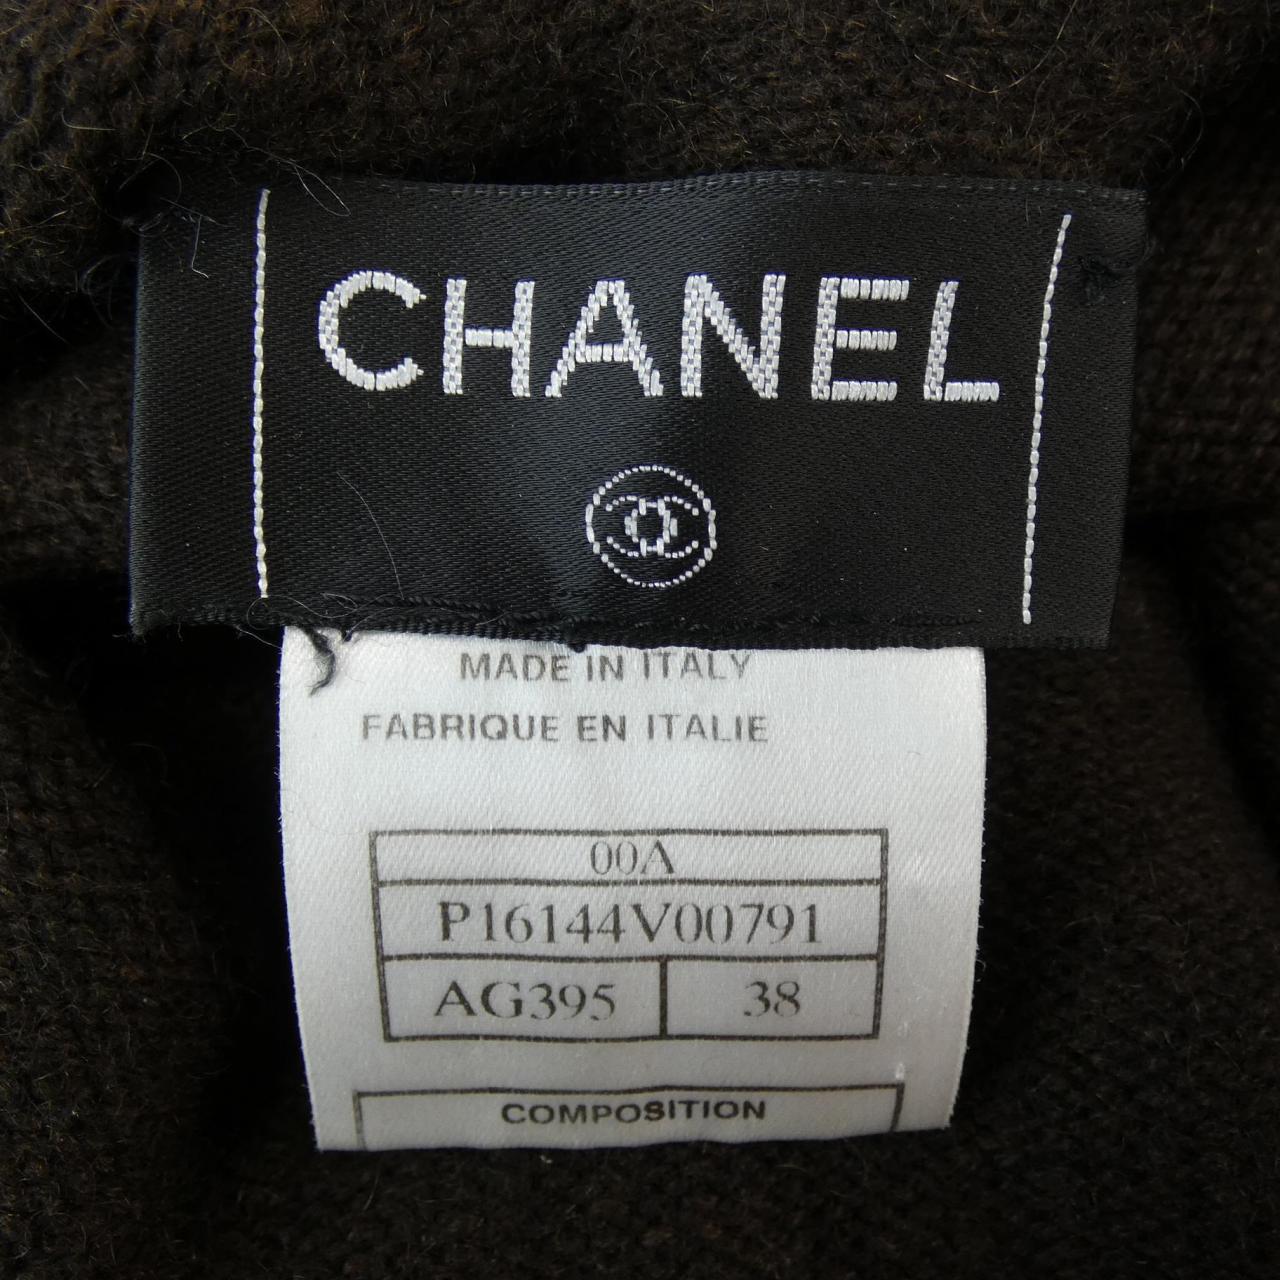 CHANEL
MADE IN ITALY
FABRIQUE EN ITALIE
00A
P16144V00791
AG395 38
COMPOSITION